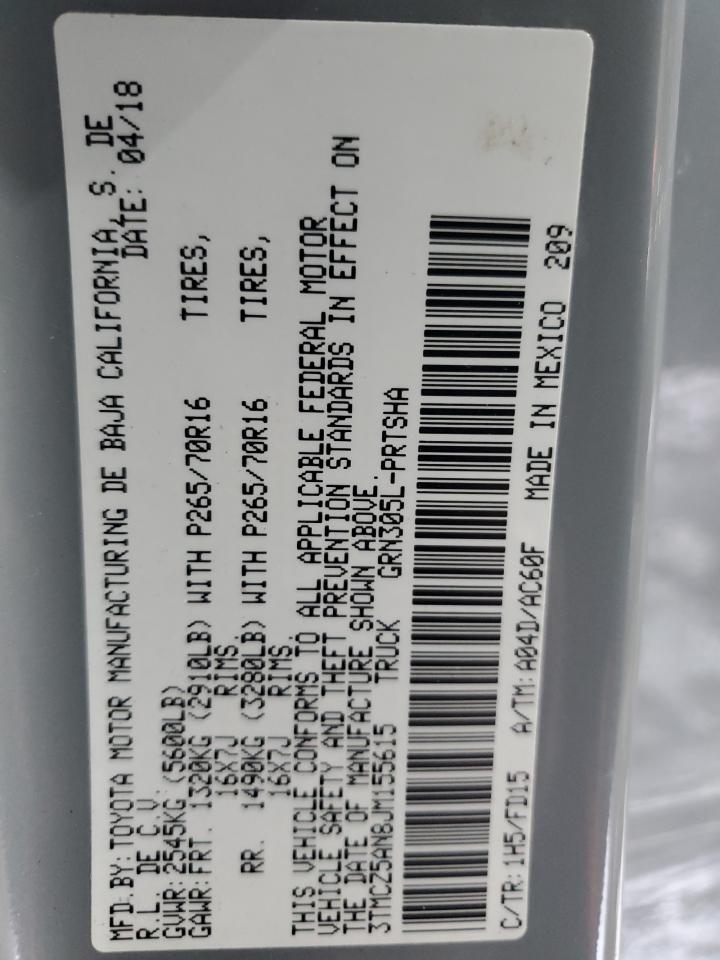 MFD.BY:TOYOTA MOTOR MANUFACTURING DE BAJA CALIFORNIA, S. DE
R.L. DE C.V. DATE: 04/18
GVWR:2545KG (5600LB)
GAWR:FRT. 1320KG (2910LB) WITH P265/70R16 TIRES,
16X7J RIMS.
RR. 1490KG (3280LB) WITH P265/70R16 TIRES,
16X7J RIMS.
THIS VEHICLE CONFORMS TO ALL APPLICABLE FEDERAL MOTOR
VEHICLE SAFETY AND THEFT PREVENTION STANDARDS IN EFFECT ON
THE DATE OF MANUFACTURE SHOWN ABOVE.
3TMCZ5AN8JM155615 TRUCK GRN305L-PRTSHA
C/TR:1H5/FD15 A/TM:A04D/AC60F MADE IN MEXICO 209